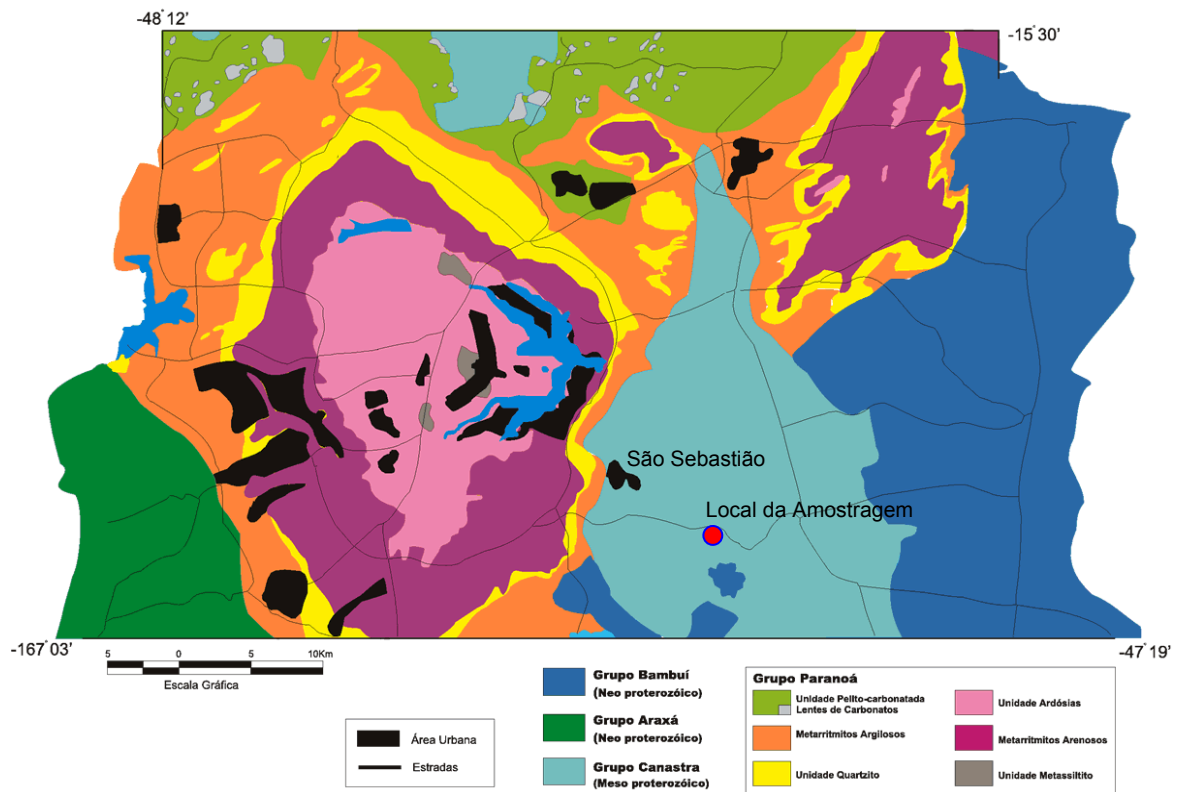 -48° 12’
-15° 30’
São Sebastião
Local da Amostragem
-167° 03’
-47° 19’
5 0 5 10Km
Escala Gráfica
Área Urbana
Estradas
Grupo Bambuí
(Neo proterozóico)
Grupo Araxá
(Neo proterozóico)
Grupo Canastra
(Meso proterozóico)
Grupo Paranoá
Unidade Pelito-carbonatada
Lentes de Carbonatos
Metarritmitos Argilosos
Unidade Quartzito
Unidade Ardósias
Metarritmitos Arenosos
Unidade Metassiltito